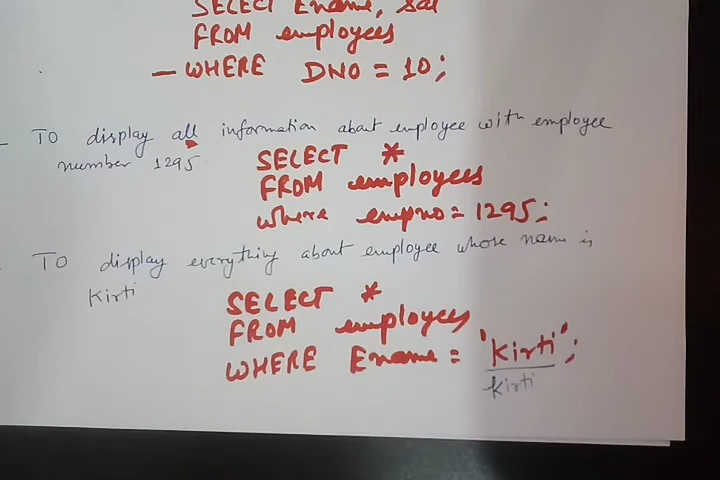 SELECT Ename, sal
FROM employees
WHERE DNO = 10;
TO display all information about employee with employee
number 1295
SELECT *
FROM employees
where empno = 1295;
TO display everything about employee whose name is
Kirti
SELECT *
FROM employees
WHERE Ename = 'Kirti';
Kirti